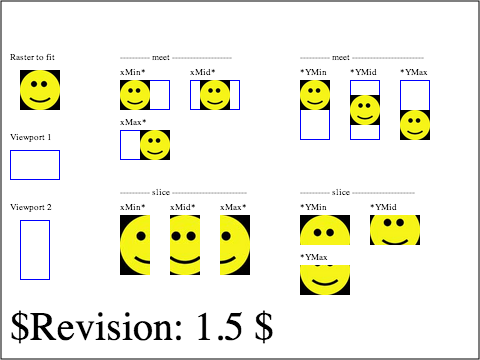 Raster to fit
Viewport 1
Viewport 2
---------- meet --------------------
xMin*
xMid*
xMax*
---------- meet ------------------------
*YMin
*YMid
*YMax
---------- slice -------------------------
xMin*
xMid*
xMax*
---------- slice ---------------------
*YMin
*YMid
*YMax
$Revision: 1.5 $